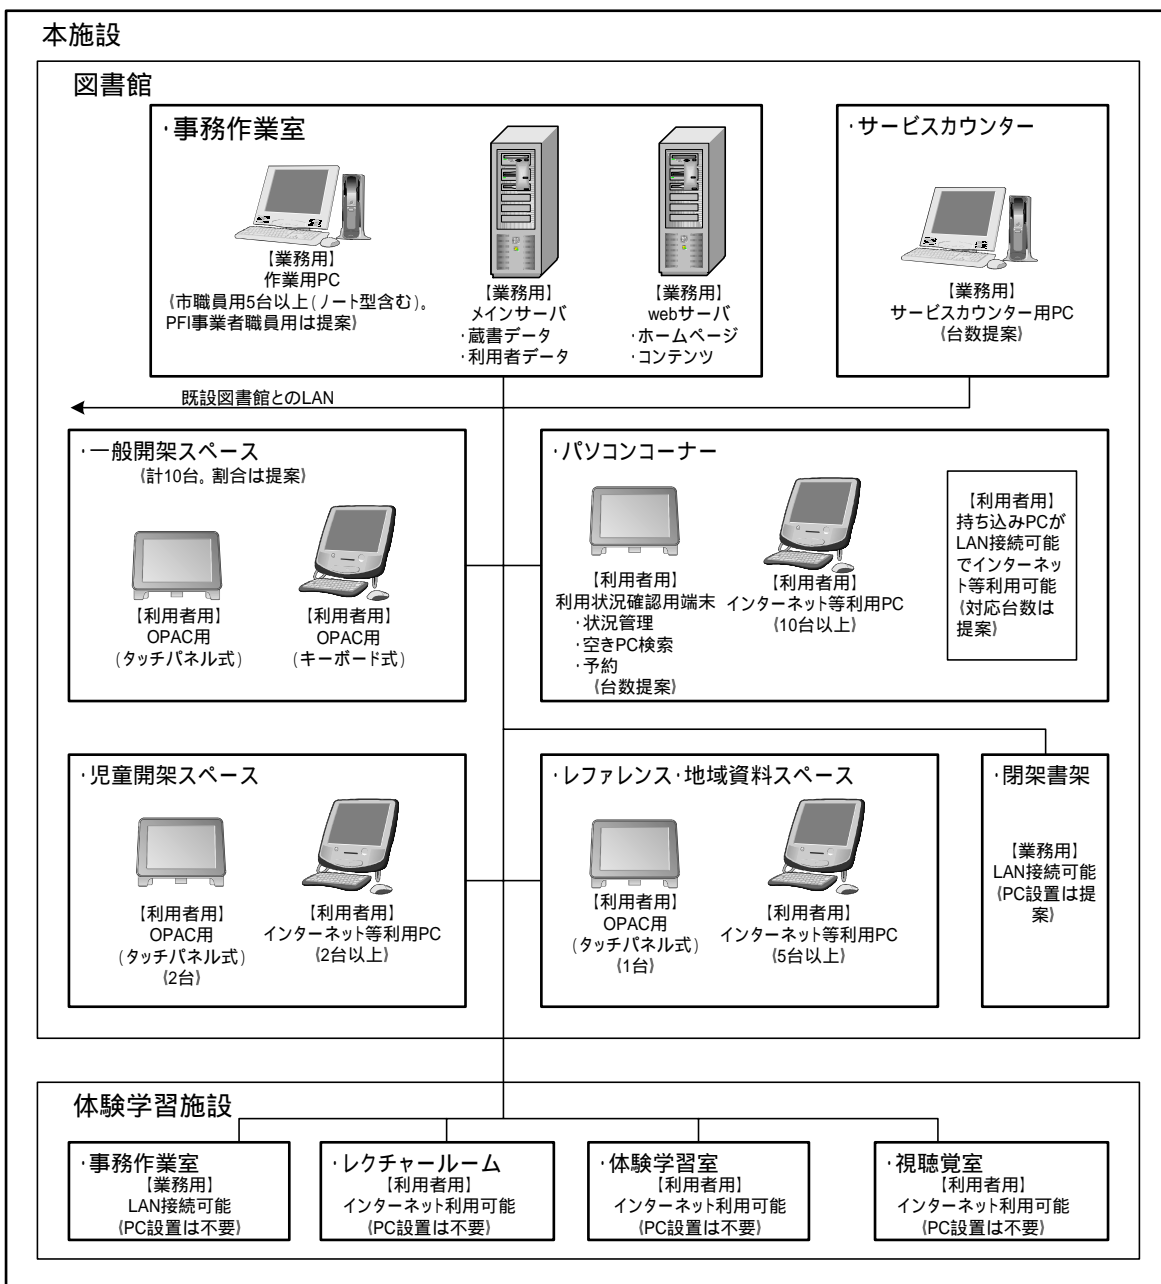 本施設
図書館
・事務作業室
【業務用】
作業用PC
(市職員用5台以上(ノート型含む)。
PFI事業者職員用は提案)
【業務用】
メインサーバ
・蔵書データ
・利用者データ
【業務用】
webサーバ
・ホームページ
・コンテンツ
・サービスカウンター
【業務用】
サービスカウンター用PC
(台数提案)
既設図書館とのLAN
・一般開架スペース
(計10台。割合は提案)
【利用者用】
OPAC用
(タッチパネル式)
【利用者用】
OPAC用
(キーボード式)
・パソコンコーナー
【利用者用】
利用状況確認用端末
・状況管理
・空きPC検索
・予約
(台数提案)
【利用者用】
インターネット等利用PC
(10台以上)
【利用者用】
持ち込みPCが
LAN接続可能
でインターネッ
ト等利用可能
(対応台数は
提案)
・児童開架スペース
【利用者用】
OPAC用
(タッチパネル式)
(2台)
【利用者用】
インターネット等利用PC
(2台以上)
・レファレンス・地域資料スペース
【利用者用】
OPAC用
(タッチパネル式)
(1台)
【利用者用】
インターネット等利用PC
(5台以上)
・閉架書架
【業務用】
LAN接続可能
(PC設置は提
案)
体験学習施設
・事務作業室
【業務用】
LAN接続可能
(PC設置は不要)
・レクチャールーム
【利用者用】
インターネット利用可能
(PC設置は不要)
・体験学習室
【利用者用】
インターネット利用可能
(PC設置は不要)
・視聴覚室
【利用者用】
インターネット利用可能
(PC設置は不要)